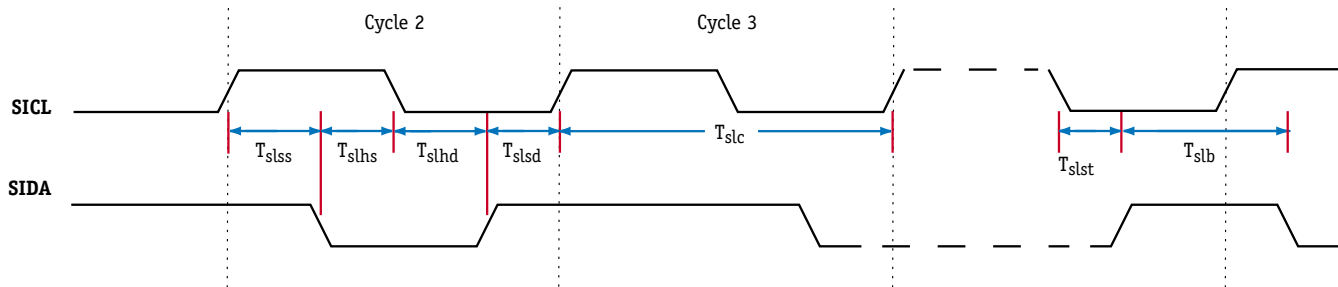 Cycle 2
Cycle 3
SICL
Tslss
Tslhs
Tslhd
Tslsd
Tslc
Tslst
Tslb
SIDA